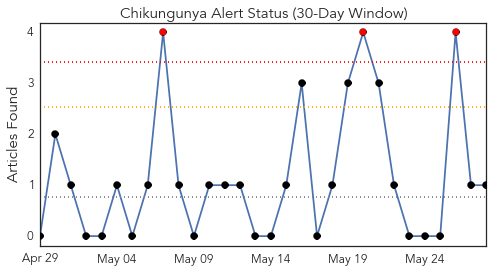 Chikungunya Alert Status (30-Day Window)
Articles Found
4
3
2
1
0
Apr 29 May 04 May 09 May 14 May 19 May 24